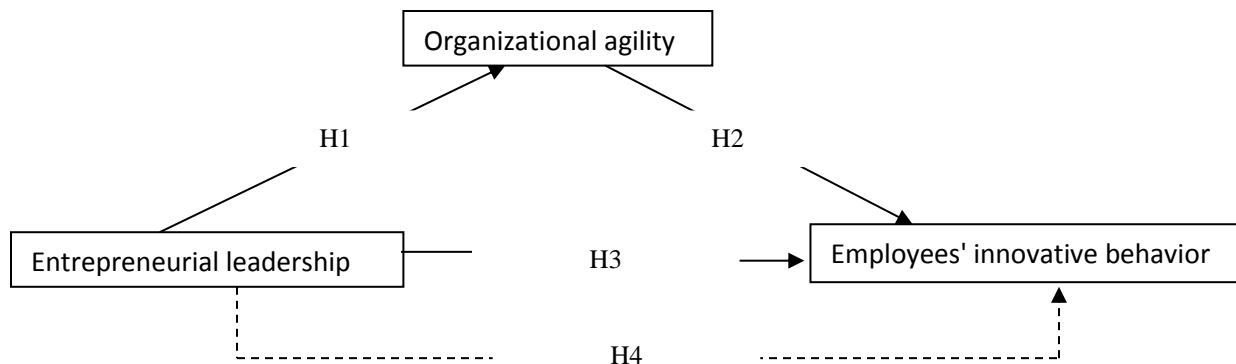 Organizational agility
H1
H2
Entrepreneurial leadership
H3
Employees' innovative behavior
H4